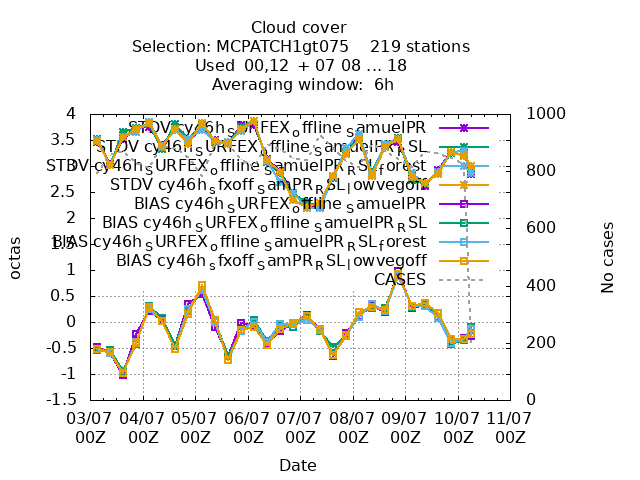 Cloud cover
Selection: MCPATCH1gt075 219 stations
Used 00,12 + 07 08 ... 18
Averaging window: 6h
STDV cy46h_SURFEX_offline_samuelPR
STDV cy46h_SURFEX_offline_samuelPR_RSL
STDV cy46h_SURFEX_offline_samuelPR_RSL_forest
STDV cy46h_sfxoff_samPR_RSL_lowvegoff
BIAS cy46h_SURFEX_offline_samuelPR
BIAS cy46h_SURFEX_offline_samuelPR_RSL
BIAS cy46h_SURFEX_offline_samuelPR_RSL_forest
BIAS cy46h_sfxoff_samPR_RSL_lowvegoff
CASES
octas
4
3.5
3
2.5
2
1.5
1
0.5
0
-0.5
-1
-1.5
No cases
1000
800
600
400
200
0
03/07 04/07 05/07 06/07 07/07 08/07 09/07 10/07 11/07
00Z 00Z 00Z 00Z 00Z 00Z 00Z 00Z 00Z
Date